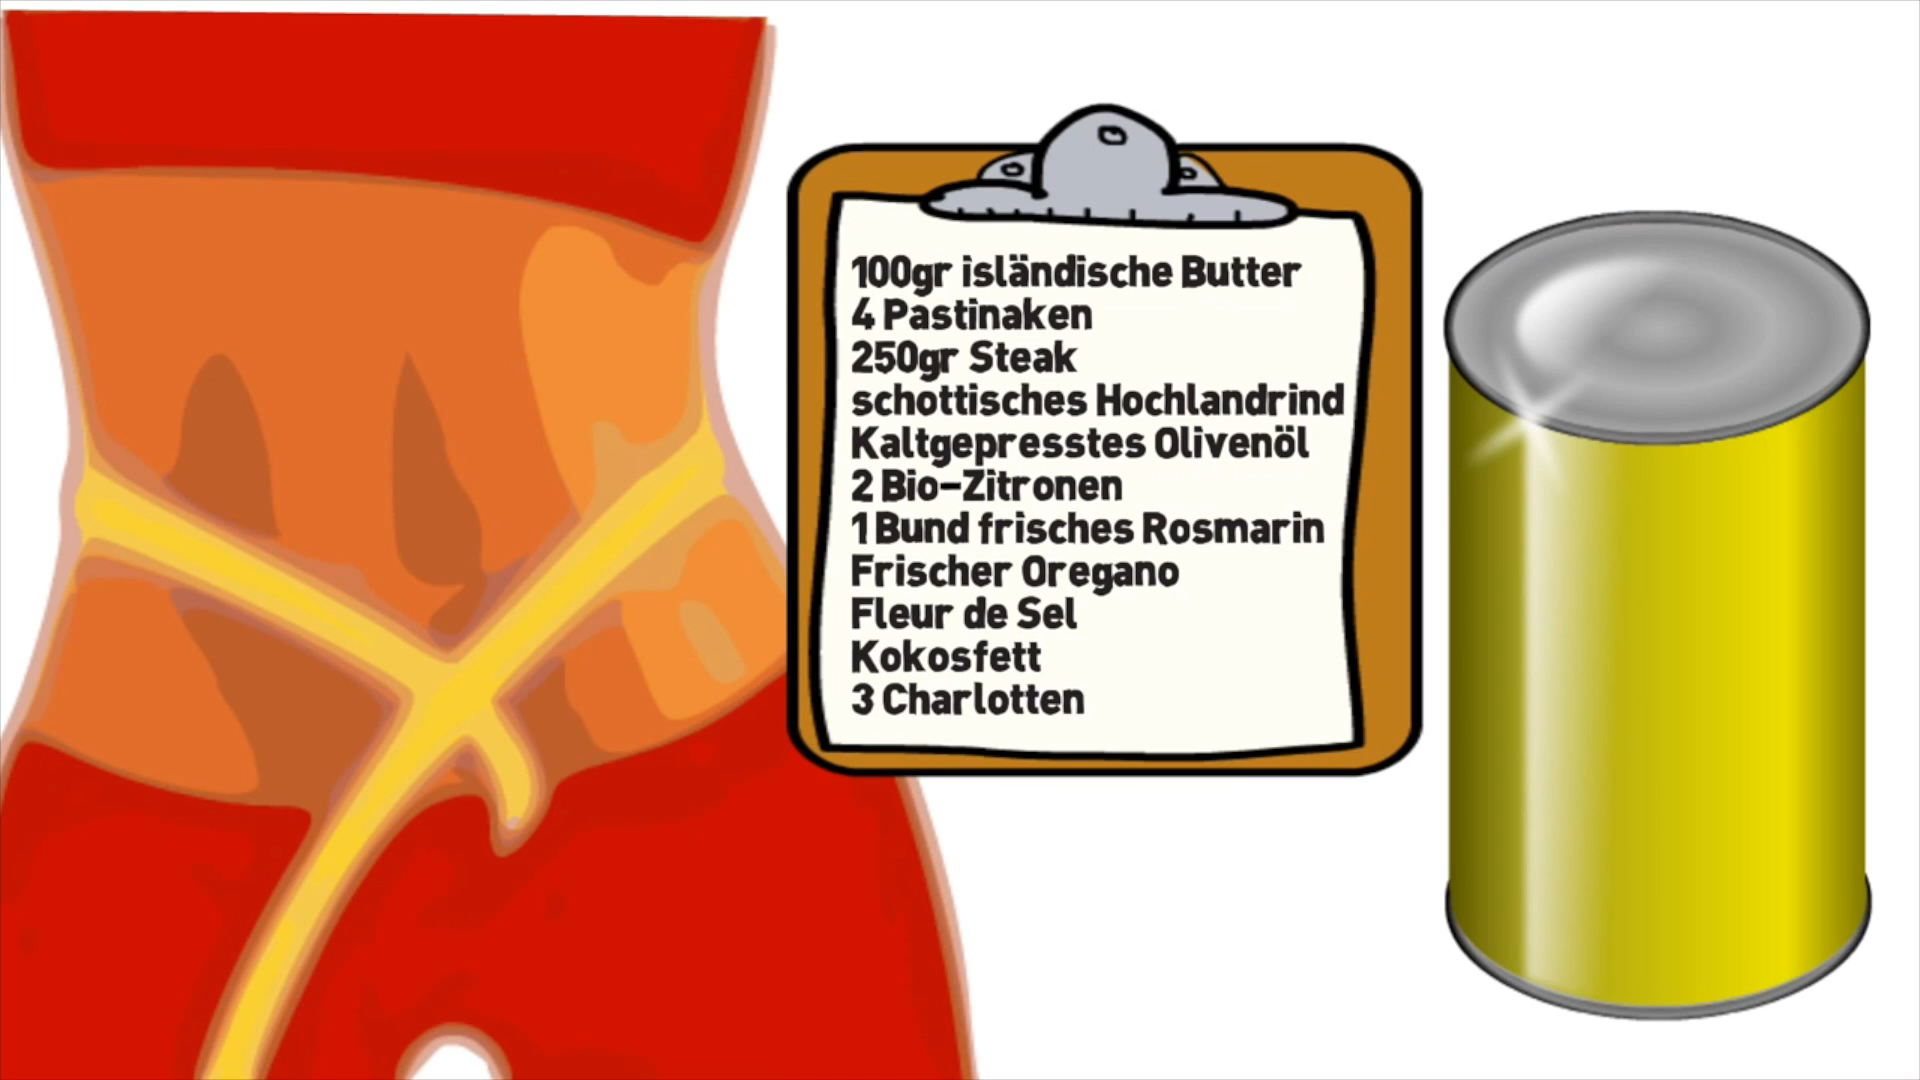 100gr isländische Butter
4 Pastinaken
250gr Steak
schottisches Hochlandrind
Kaltgepresstes Olivenöl
2 Bio-Zitronen
1 Bund frisches Rosmarin
Frischer Oregano
Fleur de Sel
Kokosfett
3 Charlotten